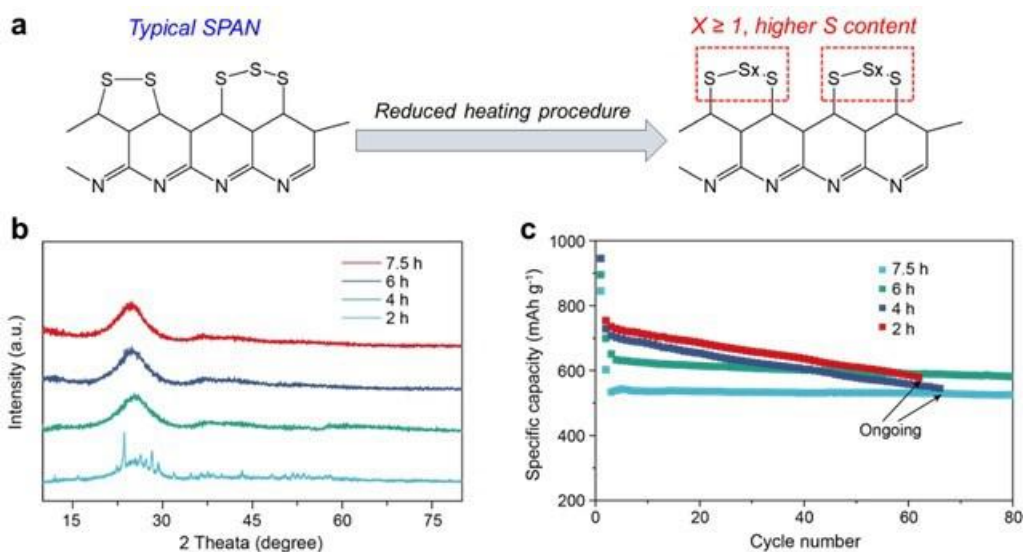 a
Typical SPAN
X ≥ 1, higher S content
S S S S S
S Sx S S Sx S
Reduced heating procedure
N N N N
N N N N
b
7.5 h
6 h
4 h
2 h
Intensity (a.u.)
15 30 45 60 75
2 Theata (degree)
c
1000
800
600
400
200
7.5 h
6 h
4 h
2 h
Ongoing
Specific capacity (mAh g⁻¹)
0 20 40 60 80
Cycle number